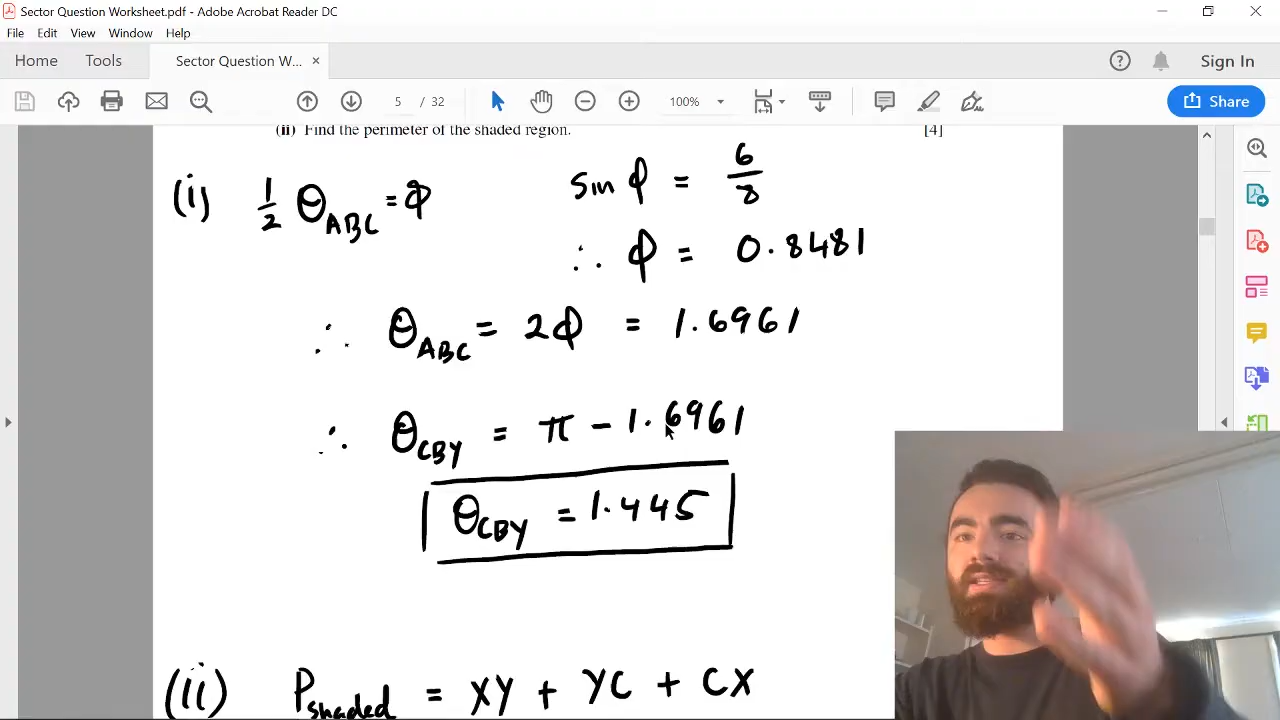 Sector Question Worksheet.pdf - Adobe Acrobat Reader DC
File Edit View Window Help
Home Tools Sector Question W... × Sign In
5 / 32 100% Share
(ii) Find the perimeter of the shaded region. [4]
(i) 1/2 θ_ABC = φ sin φ = 6/8
∴ φ = 0.8481
∴ θ_ABC = 2φ = 1.6961
∴ θ_CBY = π - 1.6961
θ_CBY = 1.445
(ii) P_shaded = XY + YC + CX